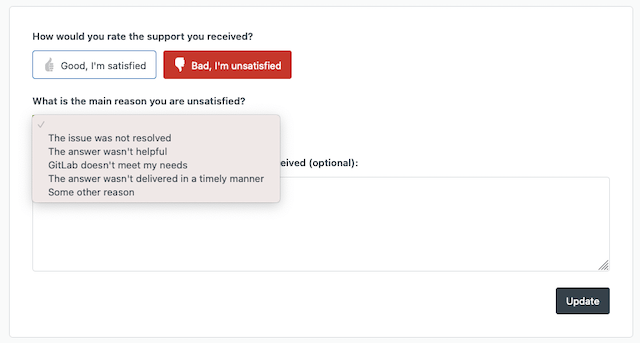 How would you rate the support you received?
Good, I'm satisfied
Bad, I'm unsatisfied
What is the main reason you are unsatisfied?
The issue was not resolved
The answer wasn't helpful
GitLab doesn't meet my needs
The answer wasn't delivered in a timely manner
Some other reason
(optional):
Update